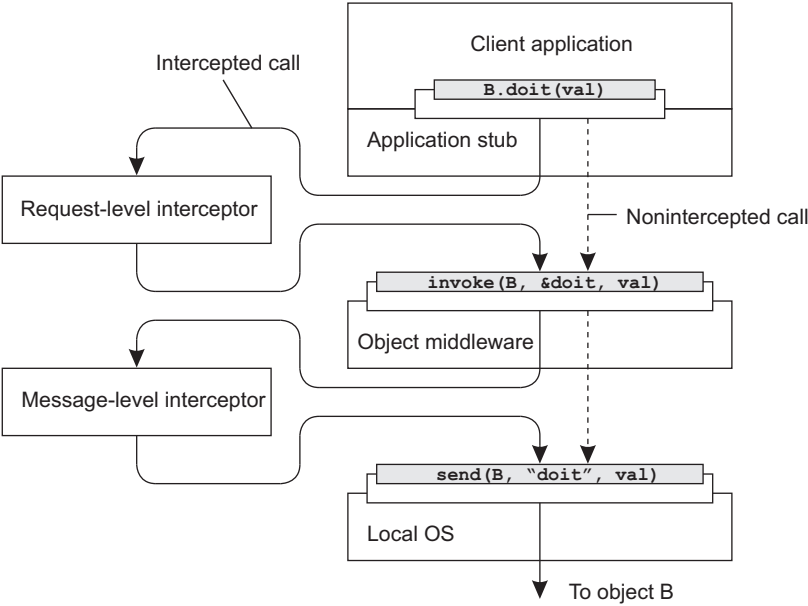 Client application
Intercepted call
B.doit(val)
Application stub
Request-level interceptor
Nonintercepted call
invoke(B, &doit, val)
Object middleware
Message-level interceptor
send(B, “doit”, val)
Local OS
To object B